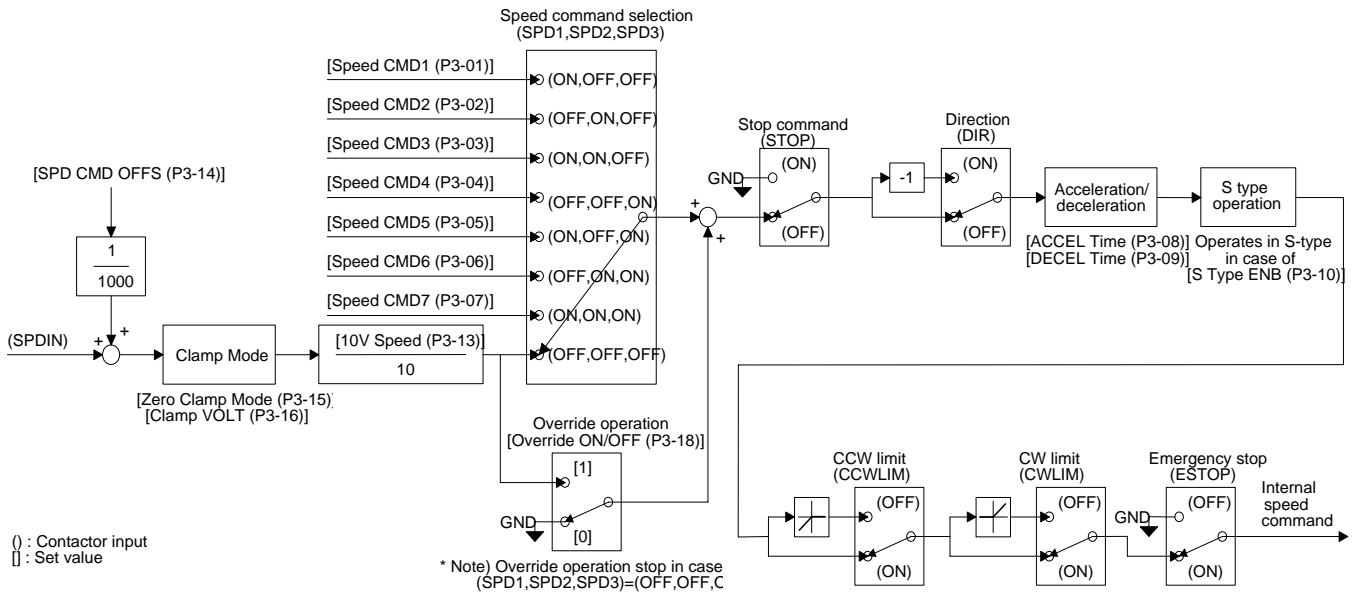 Speed command selection
(SPD1,SPD2,SPD3)
[Speed CMD1 (P3-01)]
(ON,OFF,OFF)
[Speed CMD2 (P3-02)]
(OFF,ON,OFF)
[Speed CMD3 (P3-03)]
(ON,ON,OFF)
[Speed CMD4 (P3-04)]
(OFF,OFF,ON)
[Speed CMD5 (P3-05)]
(ON,OFF,ON)
[Speed CMD6 (P3-06)]
(OFF,ON,ON)
[Speed CMD7 (P3-07)]
(ON,ON,ON)
(OFF,OFF,OFF)
[SPD CMD OFFS (P3-14)]
1
1000
+
+
(SPDIN)
Clamp Mode
[Zero Clamp Mode (P3-15)
[Clamp VOLT (P3-16)]
[10V Speed (P3-13)]
10
Override operation
[Override ON/OFF (P3-18)]
[1]
GND
[0]
* Note) Override operation stop in case
(SPD1,SPD2,SPD3)=(OFF,OFF,
+
+
Stop command
(STOP)
(ON)
GND
(OFF)
-1
Direction
(DIR)
(ON)
(OFF)
Acceleration/
deceleration
[ACCEL Time (P3-08)]
[DECEL Time (P3-09)]
S type
operation
Operates in S-type
in case of
[S Type ENB (P3-10)]
CCW limit
(CCWLIM)
(OFF)
(ON)
CW limit
(CWLIM)
(OFF)
(ON)
Emergency stop
(ESTOP)
(OFF)
GND
(ON)
Internal
speed
command
() : Contactor input
[] : Set value